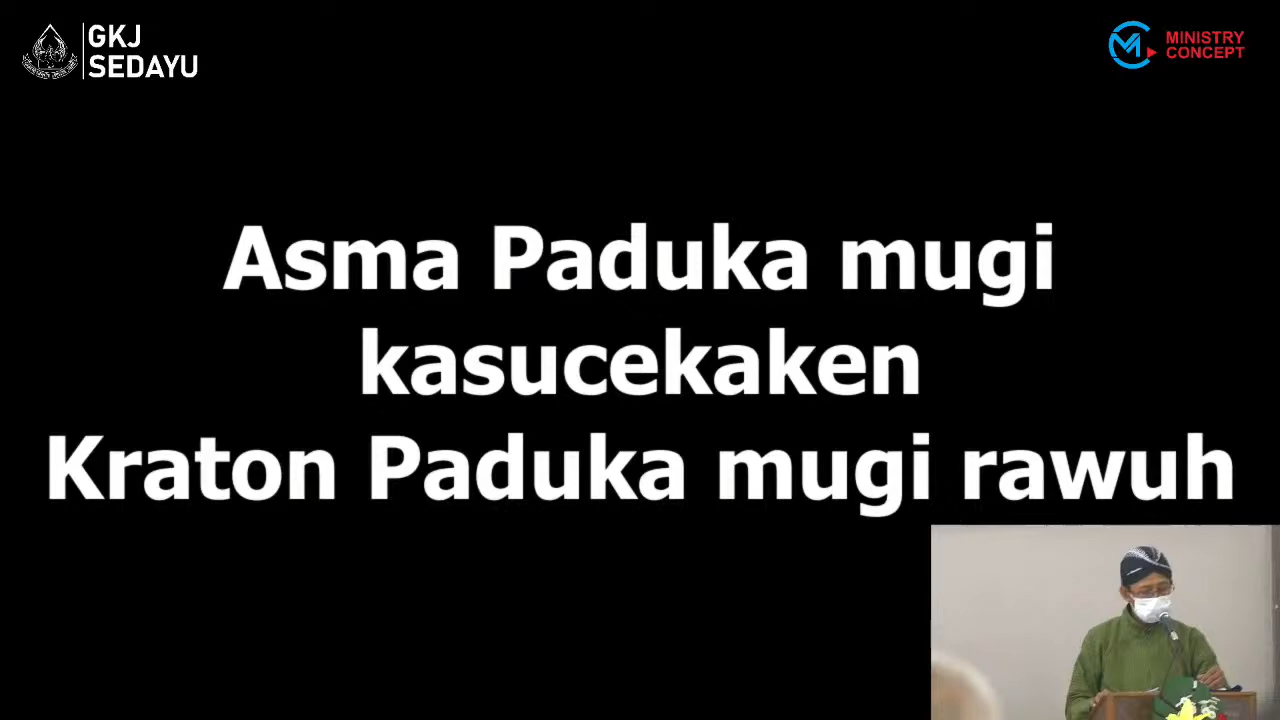 GKJ
SEDAYU
MINISTRY
CONCEPT
Asma Paduka mugi
kasucekaken
Kraton Paduka mugi rawuh